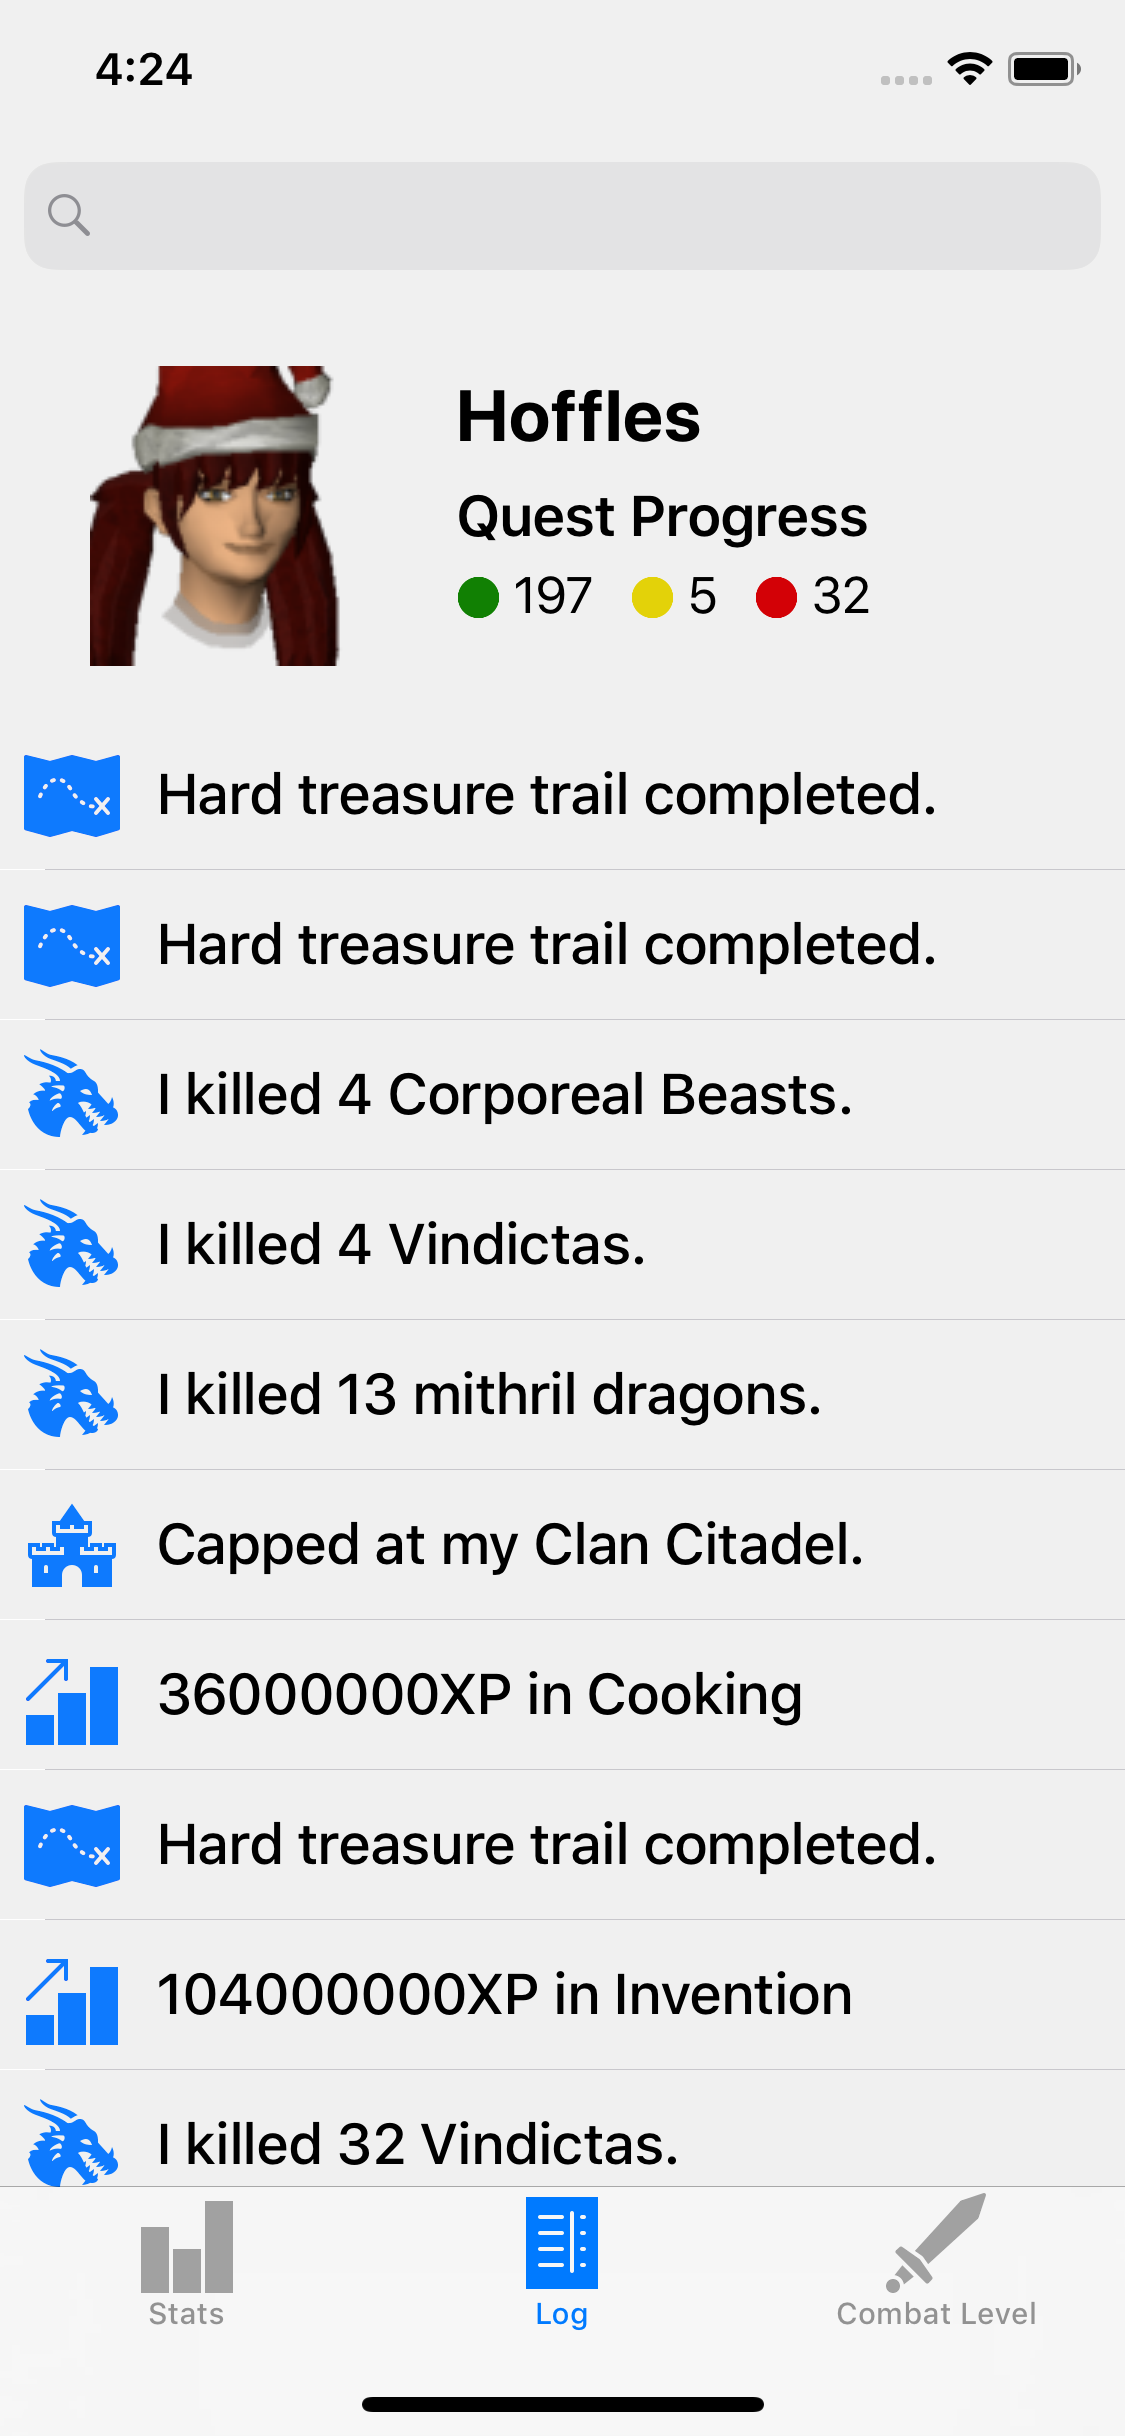 4:24
Hoffles
Quest Progress
197 5 32
Hard treasure trail completed.
Hard treasure trail completed.
I killed 4 Corporeal Beasts.
I killed 4 Vindictas.
I killed 13 mithril dragons.
Capped at my Clan Citadel.
36000000XP in Cooking
Hard treasure trail completed.
104000000XP in Invention
I killed 32 Vindictas.
Stats Log Combat Level